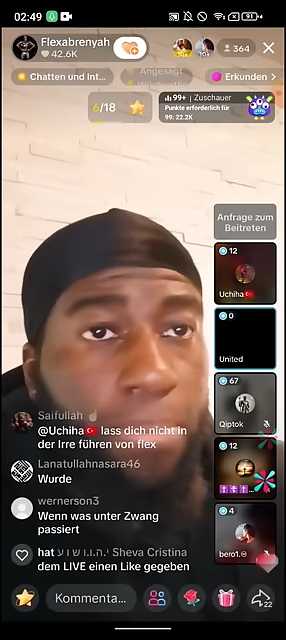 02:49
91
Flexabrenyah
42.6K
10+
364
Chatten und Int...
Angesagt
Erkunden
6/18
99+ | Zuschauer
Punkte erforderlich für
99: 22.2K
Anfrage zum
Beitreten
12
Uchiha🇹🇷
0
United
67
Qiptok
12
✝️✝️✝️...
4
bero1.♾
Saifullah ☝🏼
@Uchiha🇹🇷 lass dich nicht in
der Irre führen von flex
Lanatullahnasara46
Wurde
wernerson3
Wenn was unter Zwang
passiert
hat י.ה.ו.ה ישוע Sheva Cristina
dem LIVE einen Like gegeben
Kommenta...
22